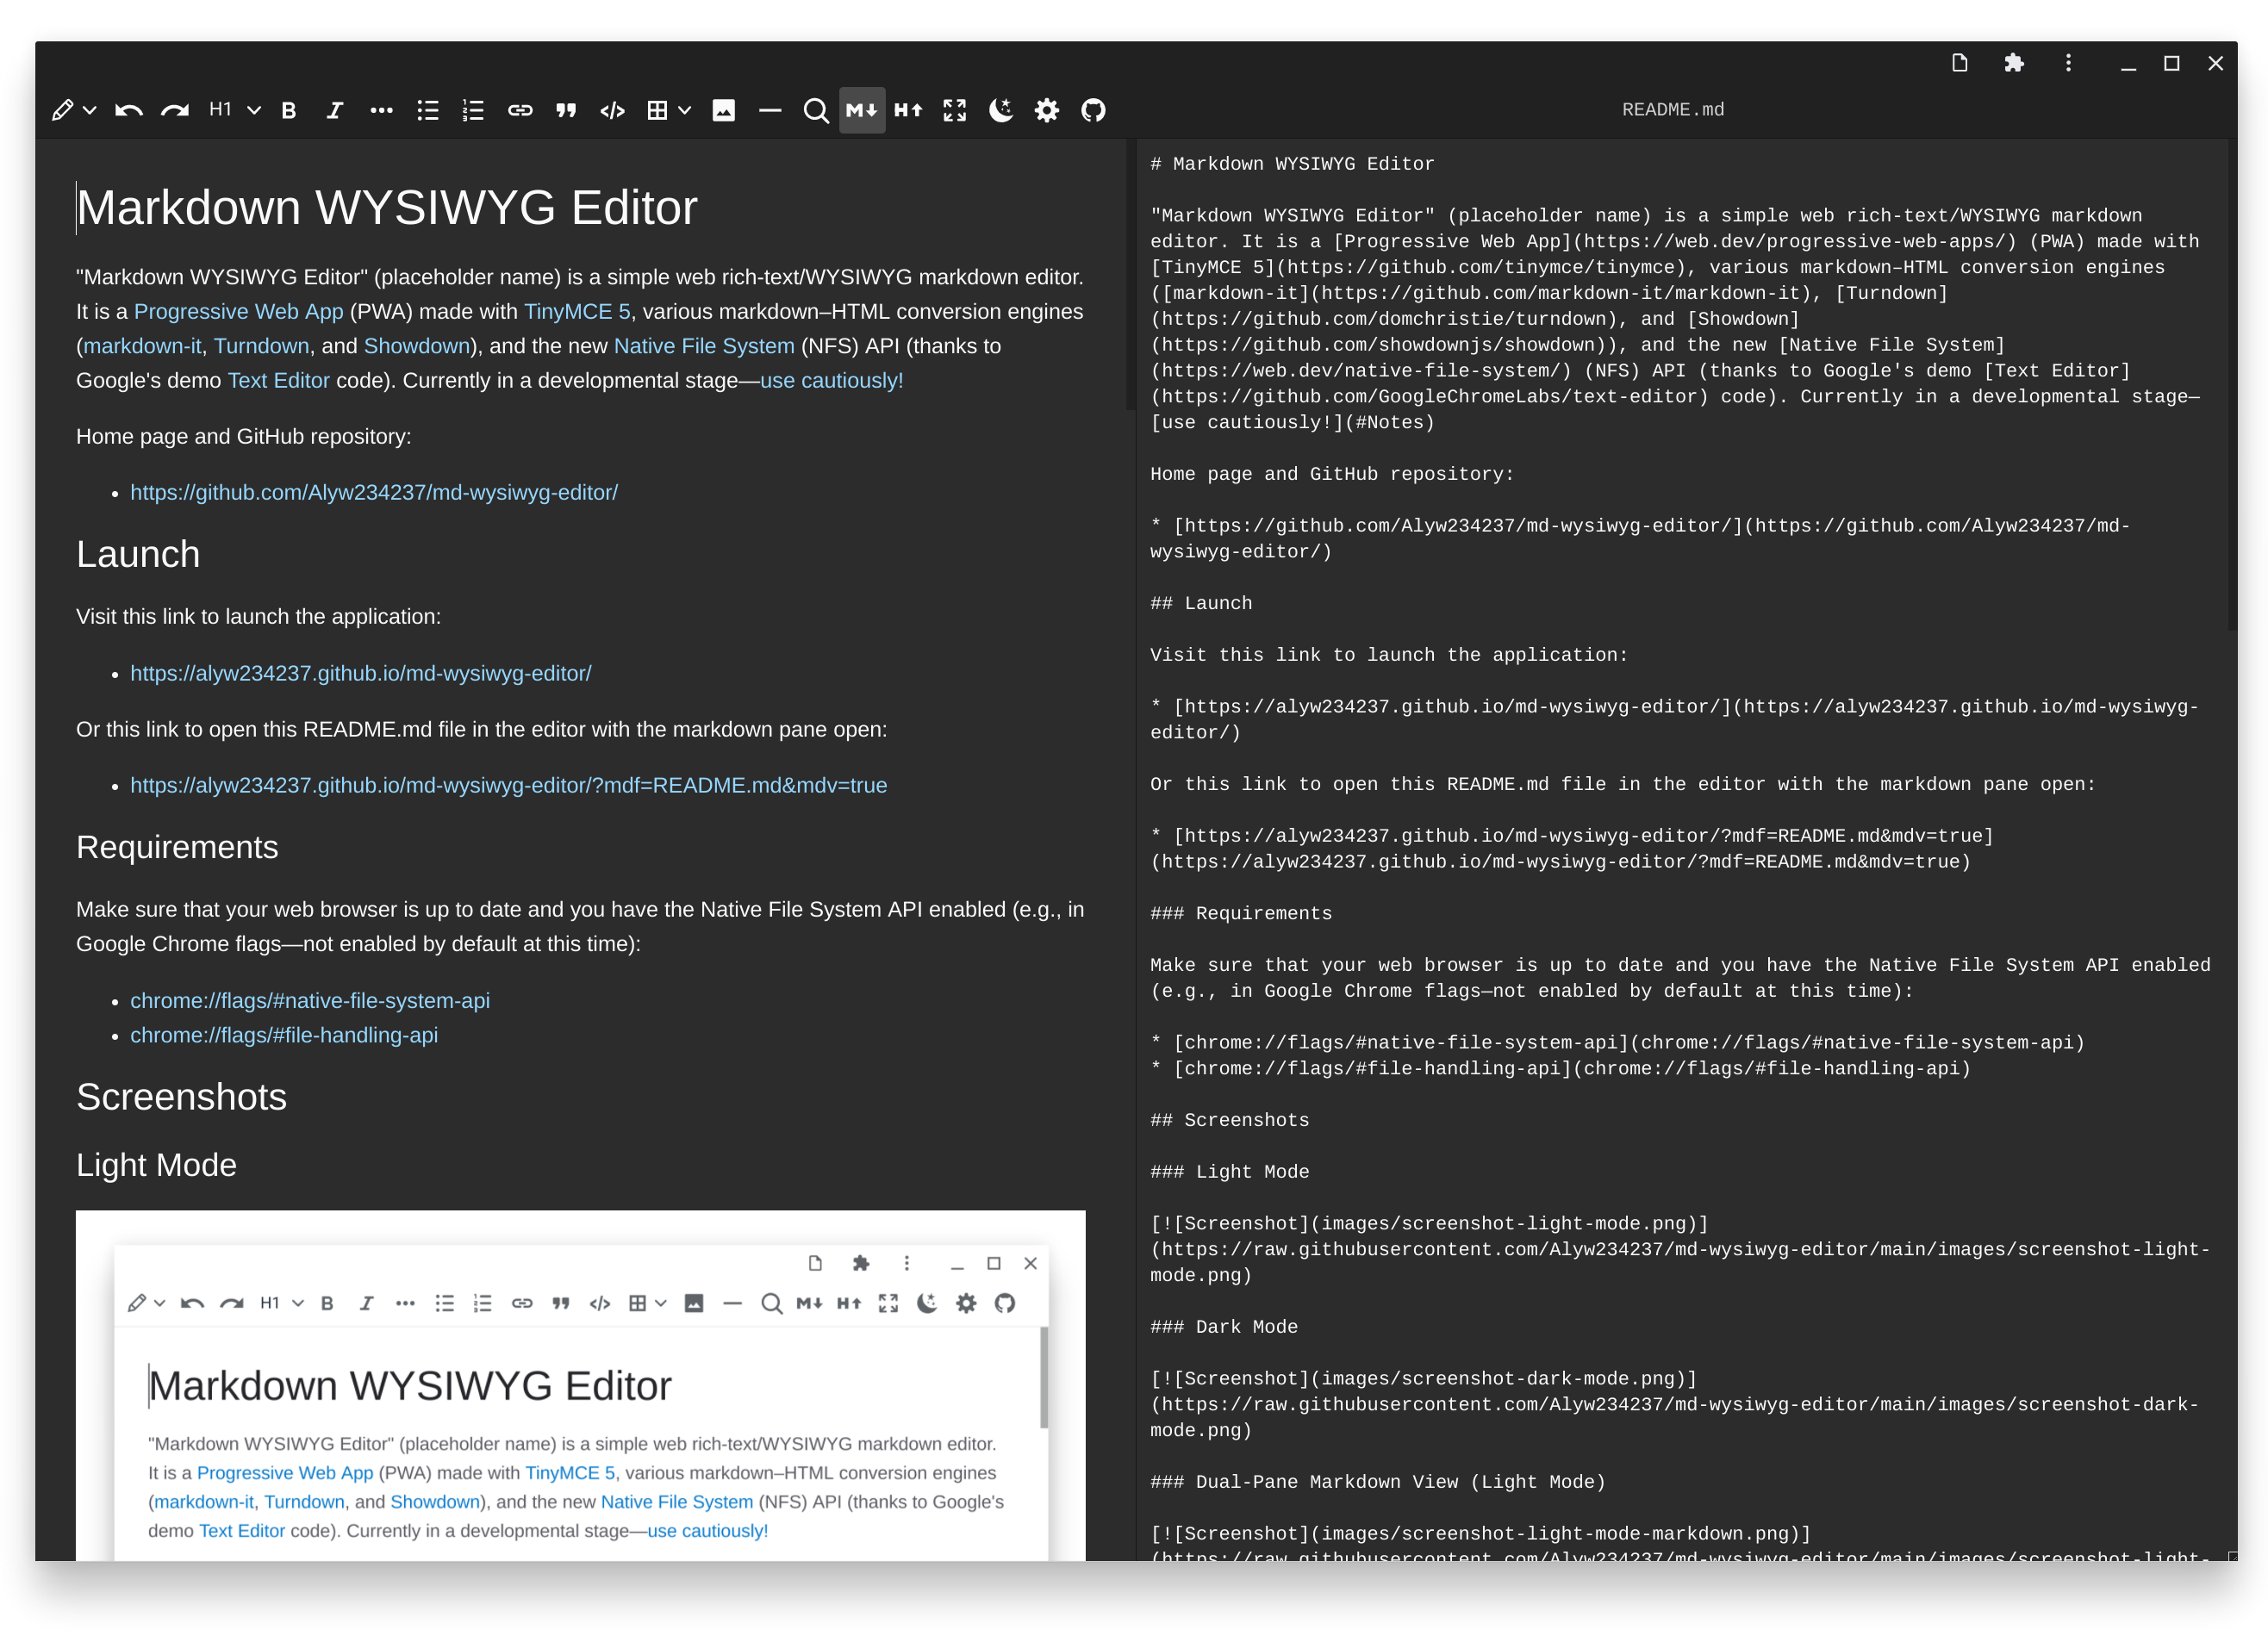 H1 B I M↓ H↑
README.md
Markdown WYSIWYG Editor
"Markdown WYSIWYG Editor" (placeholder name) is a simple web rich-text/WYSIWYG markdown editor.
It is a Progressive Web App (PWA) made with TinyMCE 5, various markdown–HTML conversion engines
(markdown-it, Turndown, and Showdown), and the new Native File System (NFS) API (thanks to
Google's demo Text Editor code). Currently in a developmental stage—use cautiously!
Home page and GitHub repository:
• https://github.com/Alyw234237/md-wysiwyg-editor/
Launch
Visit this link to launch the application:
• https://alyw234237.github.io/md-wysiwyg-editor/
Or this link to open this README.md file in the editor with the markdown pane open:
• https://alyw234237.github.io/md-wysiwyg-editor/?mdf=README.md&mdv=true
Requirements
Make sure that your web browser is up to date and you have the Native File System API enabled (e.g., in
Google Chrome flags—not enabled by default at this time):
• chrome://flags/#native-file-system-api
• chrome://flags/#file-handling-api
Screenshots
Light Mode
H1 B I M↓ H↑
Markdown WYSIWYG Editor
"Markdown WYSIWYG Editor" (placeholder name) is a simple web rich-text/WYSIWYG markdown editor.
It is a Progressive Web App (PWA) made with TinyMCE 5, various markdown–HTML conversion engines
(markdown-it, Turndown, and Showdown), and the new Native File System (NFS) API (thanks to Google's
demo Text Editor code). Currently in a developmental stage—use cautiously!
# Markdown WYSIWYG Editor
"Markdown WYSIWYG Editor" (placeholder name) is a simple web rich-text/WYSIWYG markdown
editor. It is a [Progressive Web App](https://web.dev/progressive-web-apps/) (PWA) made with
[TinyMCE 5](https://github.com/tinymce/tinymce), various markdown–HTML conversion engines
([markdown-it](https://github.com/markdown-it/markdown-it), [Turndown]
(https://github.com/domchristie/turndown), and [Showdown]
(https://github.com/showdownjs/showdown)), and the new [Native File System]
(https://web.dev/native-file-system/) (NFS) API (thanks to Google's demo [Text Editor]
(https://github.com/GoogleChromeLabs/text-editor) code). Currently in a developmental stage—
[use cautiously!](#Notes)
Home page and GitHub repository:
* [https://github.com/Alyw234237/md-wysiwyg-editor/](https://github.com/Alyw234237/md-
wysiwyg-editor/)
## Launch
Visit this link to launch the application:
* [https://alyw234237.github.io/md-wysiwyg-editor/](https://alyw234237.github.io/md-wysiwyg-
editor/)
Or this link to open this README.md file in the editor with the markdown pane open:
* [https://alyw234237.github.io/md-wysiwyg-editor/?mdf=README.md&mdv=true]
(https://alyw234237.github.io/md-wysiwyg-editor/?mdf=README.md&mdv=true)
### Requirements
Make sure that your web browser is up to date and you have the Native File System API enabled
(e.g., in Google Chrome flags—not enabled by default at this time):
* [chrome://flags/#native-file-system-api](chrome://flags/#native-file-system-api)
* [chrome://flags/#file-handling-api](chrome://flags/#file-handling-api)
## Screenshots
### Light Mode
[![Screenshot](images/screenshot-light-mode.png)]
(https://raw.githubusercontent.com/Alyw234237/md-wysiwyg-editor/main/images/screenshot-light-
mode.png)
### Dark Mode
[![Screenshot](images/screenshot-dark-mode.png)]
(https://raw.githubusercontent.com/Alyw234237/md-wysiwyg-editor/main/images/screenshot-dark-
mode.png)
### Dual-Pane Markdown View (Light Mode)
[![Screenshot](images/screenshot-light-mode-markdown.png)]
(https://raw.githubusercontent.com/Alyw234237/md-wysiwyg-editor/main/images/screenshot-light-